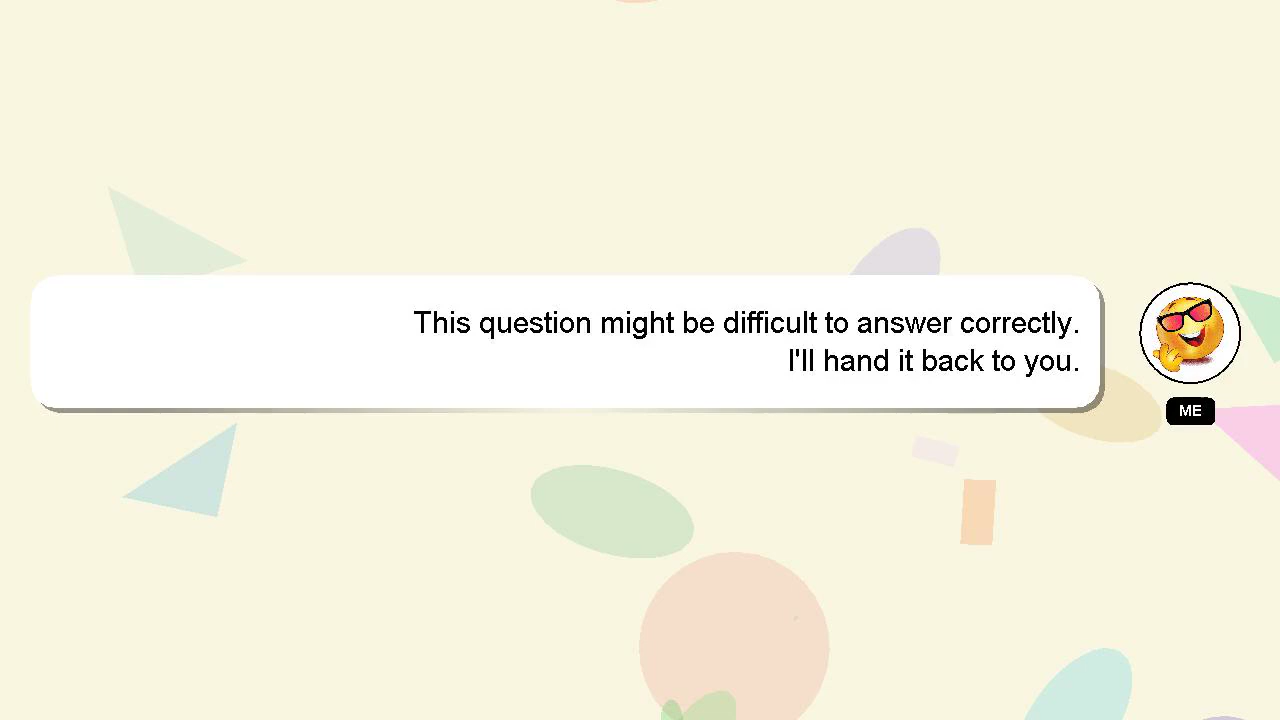 This question might be difficult to answer correctly.
I'll hand it back to you.
ME